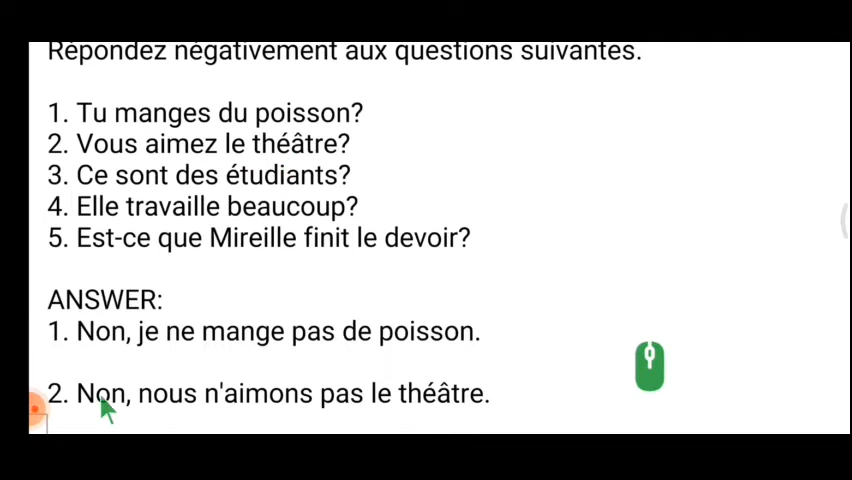 Répondez négativement aux questions suivantes.
1. Tu manges du poisson?
2. Vous aimez le théâtre?
3. Ce sont des étudiants?
4. Elle travaille beaucoup?
5. Est-ce que Mireille finit le devoir?
ANSWER:
1. Non, je ne mange pas de poisson.
2. Non, nous n'aimons pas le théâtre.